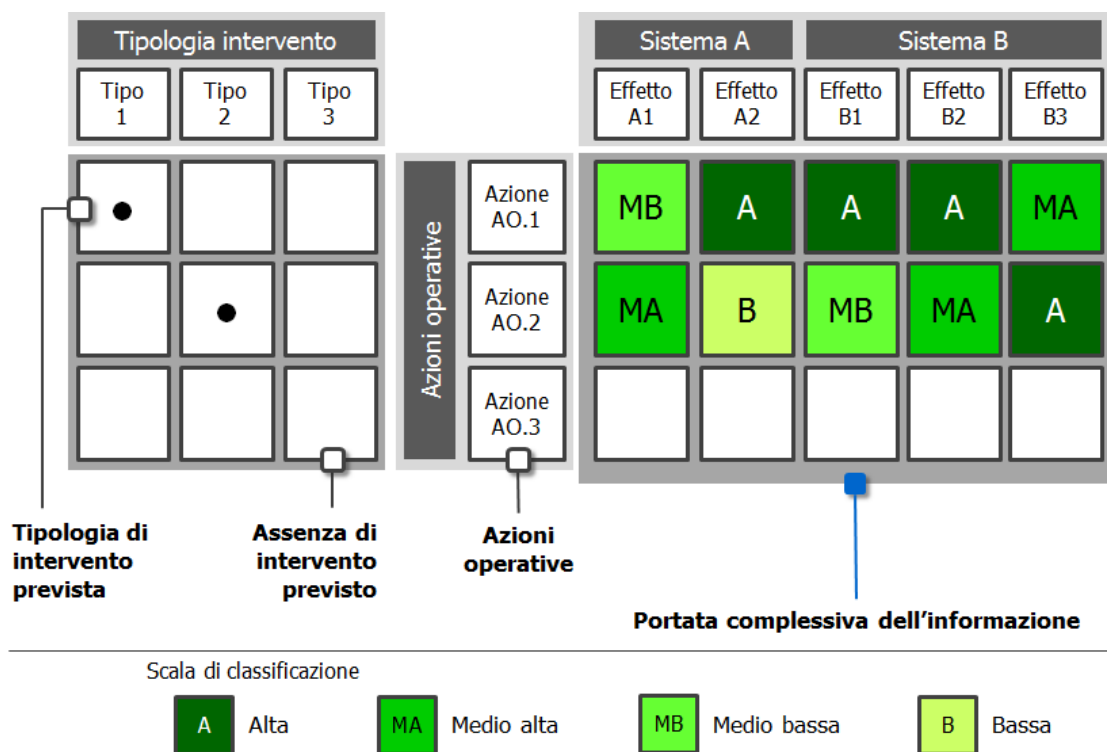 Tipologia intervento
Sistema A
Sistema B
Tipo
1
Tipo
2
Tipo
3
Effetto
A1
Effetto
A2
Effetto
B1
Effetto
B2
Effetto
B3
Azioni operative
Azione
AO.1
MB
A
A
A
MA
Azione
AO.2
MA
B
MB
MA
A
Azione
AO.3
Tipologia di
intervento
prevista
Assenza di
intervento
previsto
Azioni
operative
Portata complessiva dell’informazione
Scala di classificazione
A
Alta
MA
Medio alta
MB
Medio bassa
B
Bassa